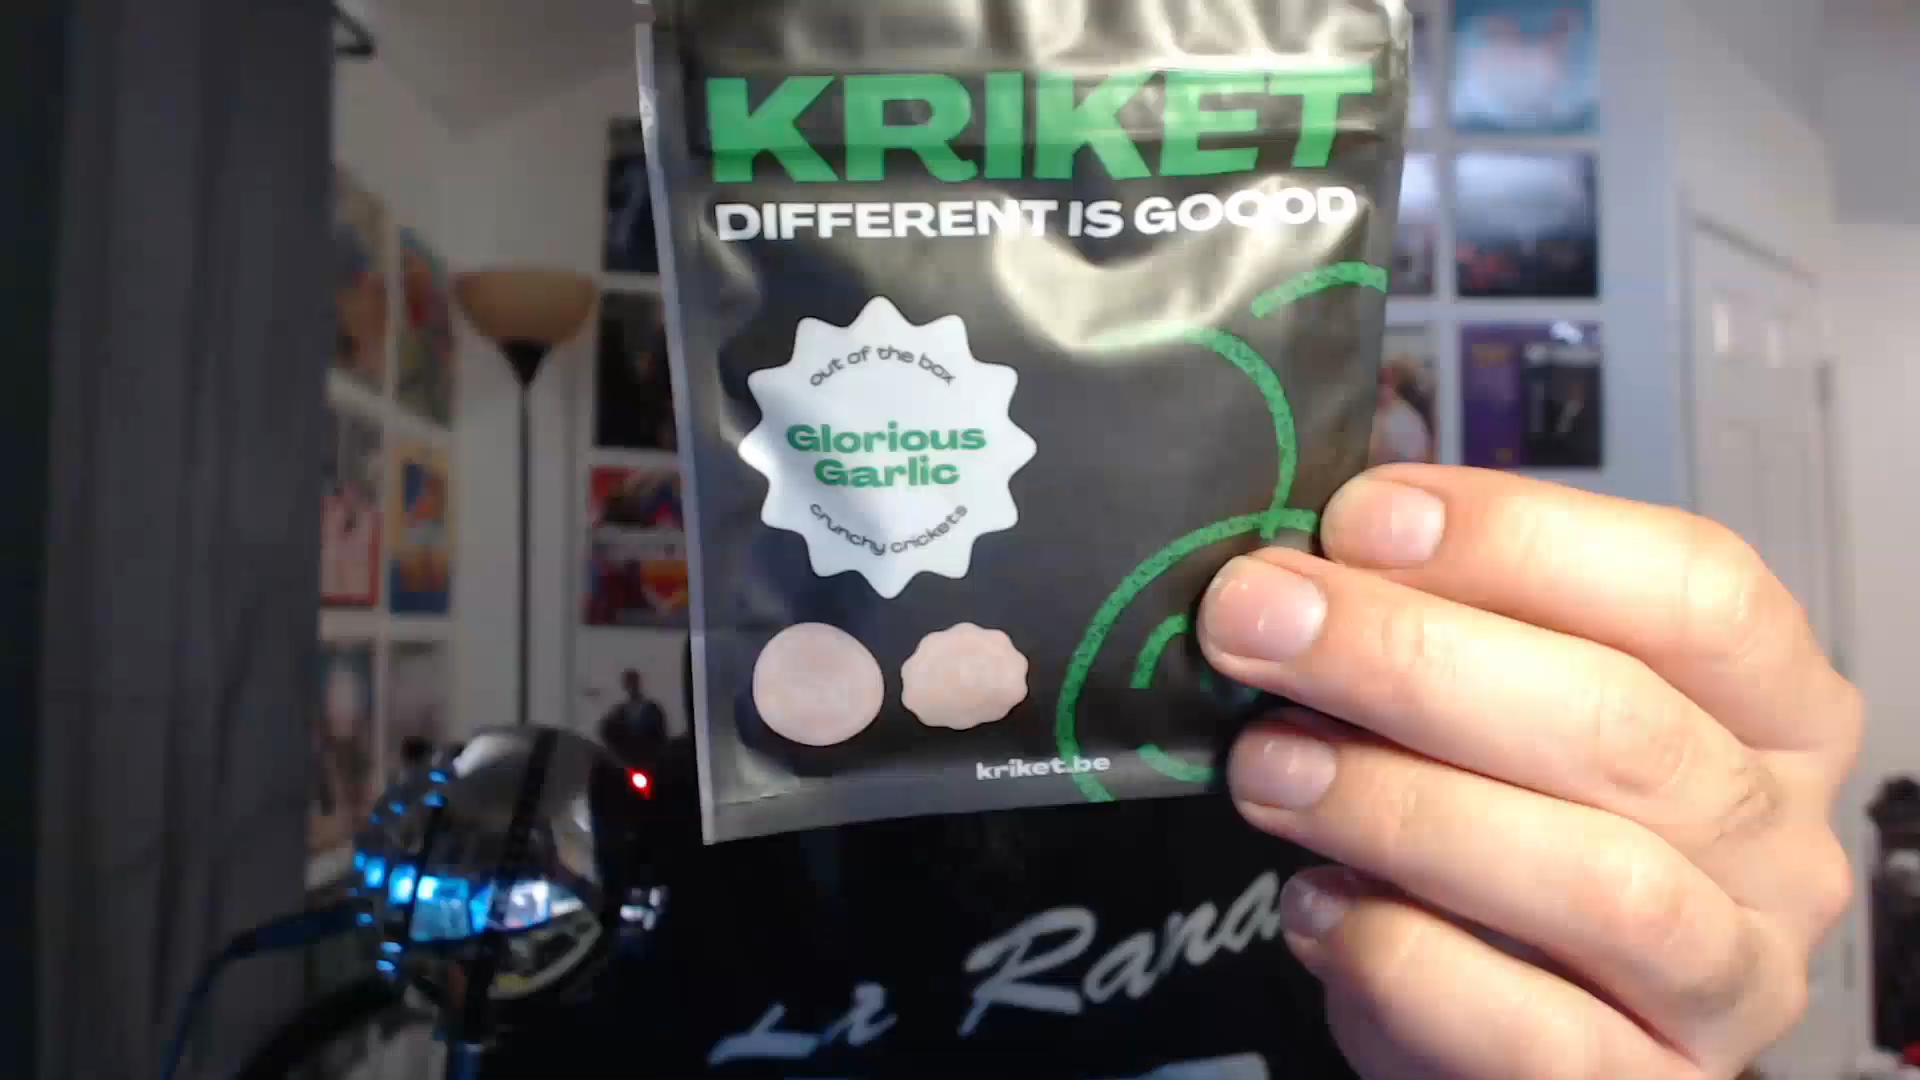 KRIKET
DIFFERENT IS GOOOD
out of the box
Glorious
Garlic
crunchy crickets
kriket.be